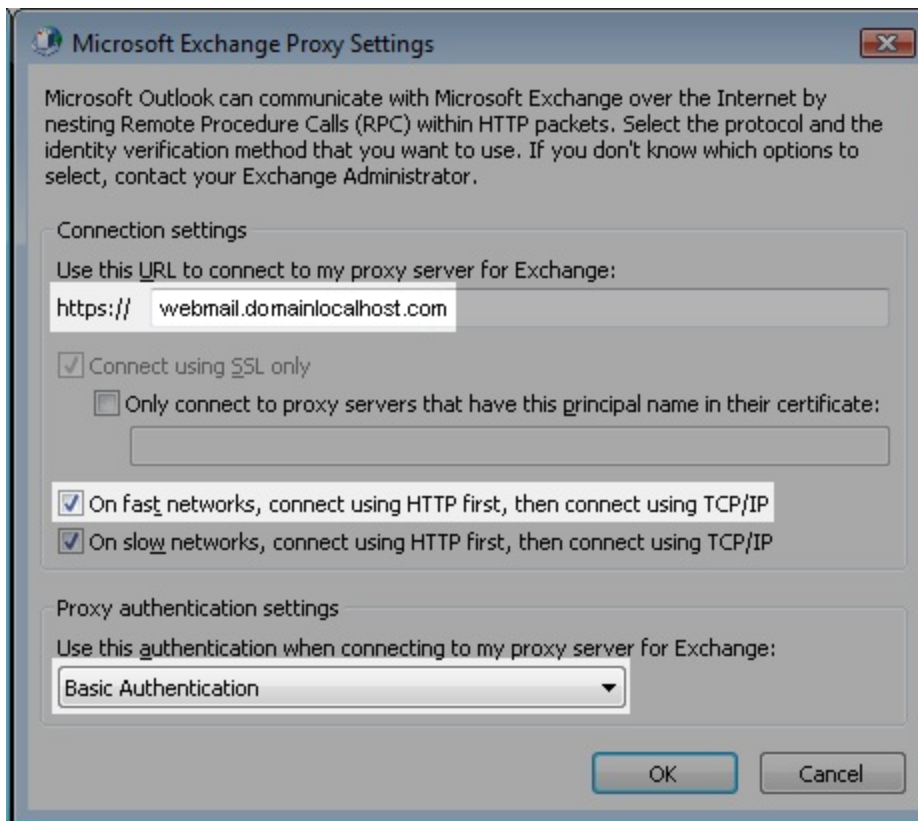 Microsoft Exchange Proxy Settings
Microsoft Outlook can communicate with Microsoft Exchange over the Internet by
nesting Remote Procedure Calls (RPC) within HTTP packets. Select the protocol and the
identity verification method that you want to use. If you don't know which options to
select, contact your Exchange Administrator.
Connection settings
Use this URL to connect to my proxy server for Exchange:
https:// webmail.domainlocalhost.com
Connect using SSL only
Only connect to proxy servers that have this principal name in their certificate:
On fast networks, connect using HTTP first, then connect using TCP/IP
On slow networks, connect using HTTP first, then connect using TCP/IP
Proxy authentication settings
Use this authentication when connecting to my proxy server for Exchange:
Basic Authentication
OK Cancel